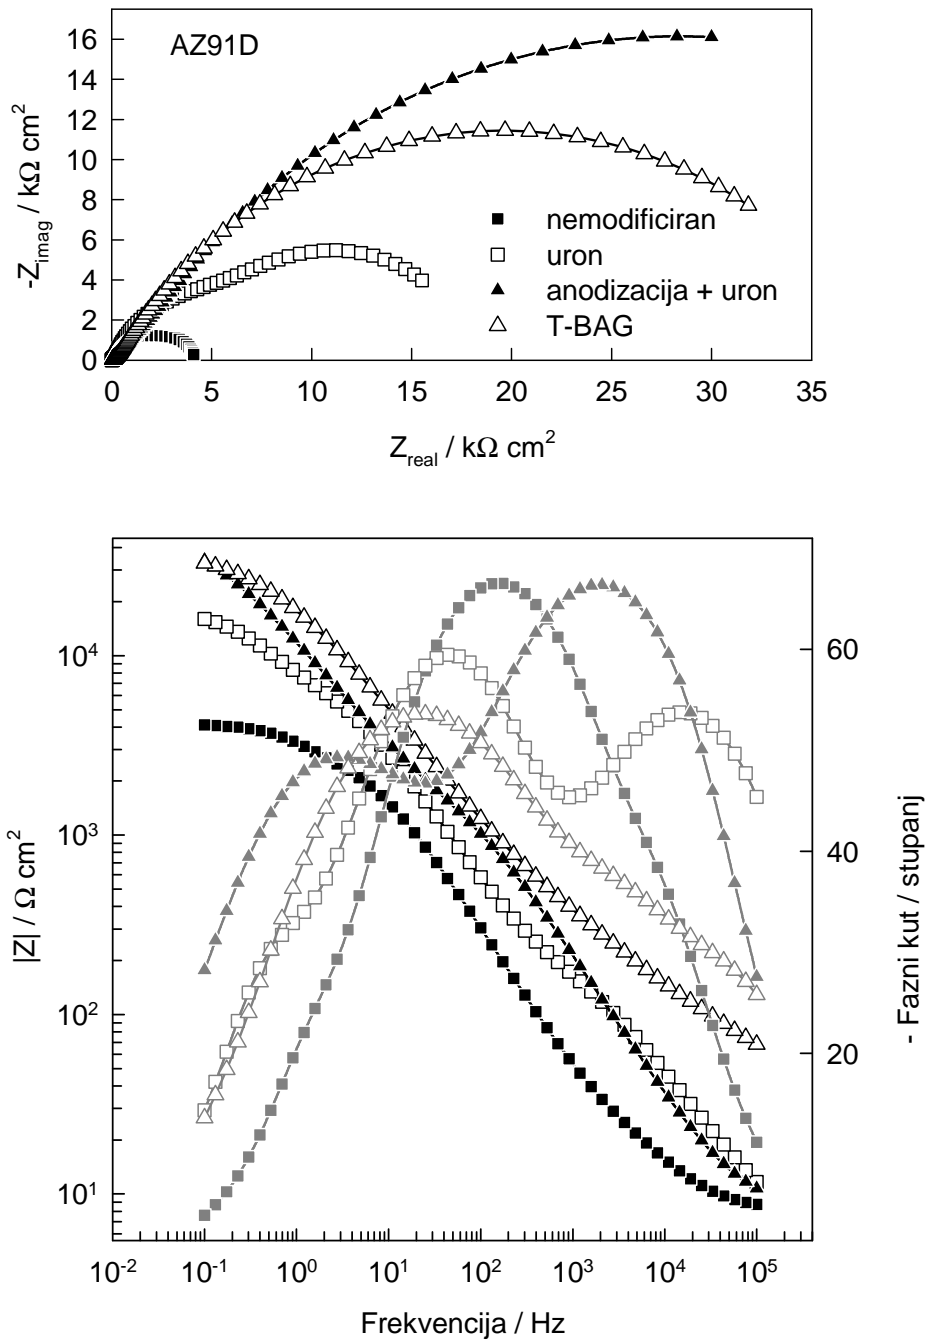 AZ91D
16
14
12
10
8
6
4
2
0
-Z_imag / kΩ cm²
nemodificiran
uron
anodizacija + uron
T-BAG
0 5 10 15 20 25 30 35
Z_real / kΩ cm²
10⁴
10³
10²
10¹
|Z| / Ω cm²
60
40
20
- Fazni kut / stupanj
10⁻² 10⁻¹ 10⁰ 10¹ 10² 10³ 10⁴ 10⁵
Frekvencija / Hz